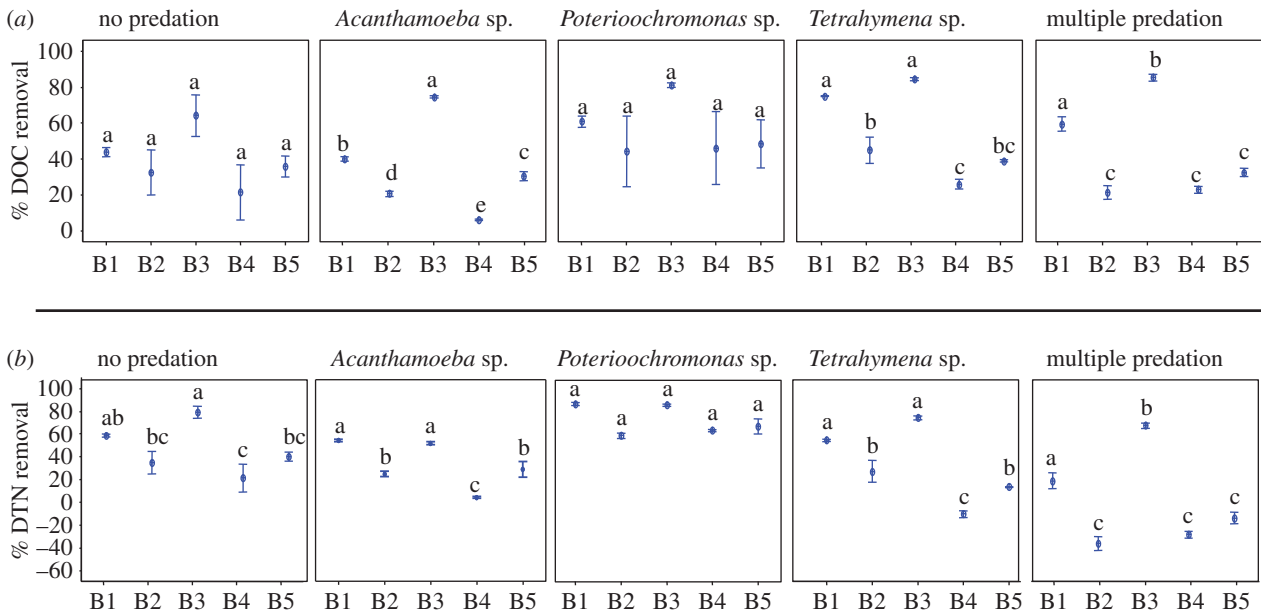 (a) no predation Acanthamoeba sp. Poterioochromonas sp. Tetrahymena sp. multiple predation
% DOC removal
100
80
60
40
20
0
a a a a a
b d a e c
a a a a a
a b a c bc
a c b c c
B1 B2 B3 B4 B5 B1 B2 B3 B4 B5 B1 B2 B3 B4 B5 B1 B2 B3 B4 B5 B1 B2 B3 B4 B5
(b) no predation Acanthamoeba sp. Poterioochromonas sp. Tetrahymena sp. multiple predation
% DTN removal
100
80
60
40
20
0
–20
–40
–60
ab bc a c bc
a b a c b
a a a a a
a b a c b
a c b c c
B1 B2 B3 B4 B5 B1 B2 B3 B4 B5 B1 B2 B3 B4 B5 B1 B2 B3 B4 B5 B1 B2 B3 B4 B5